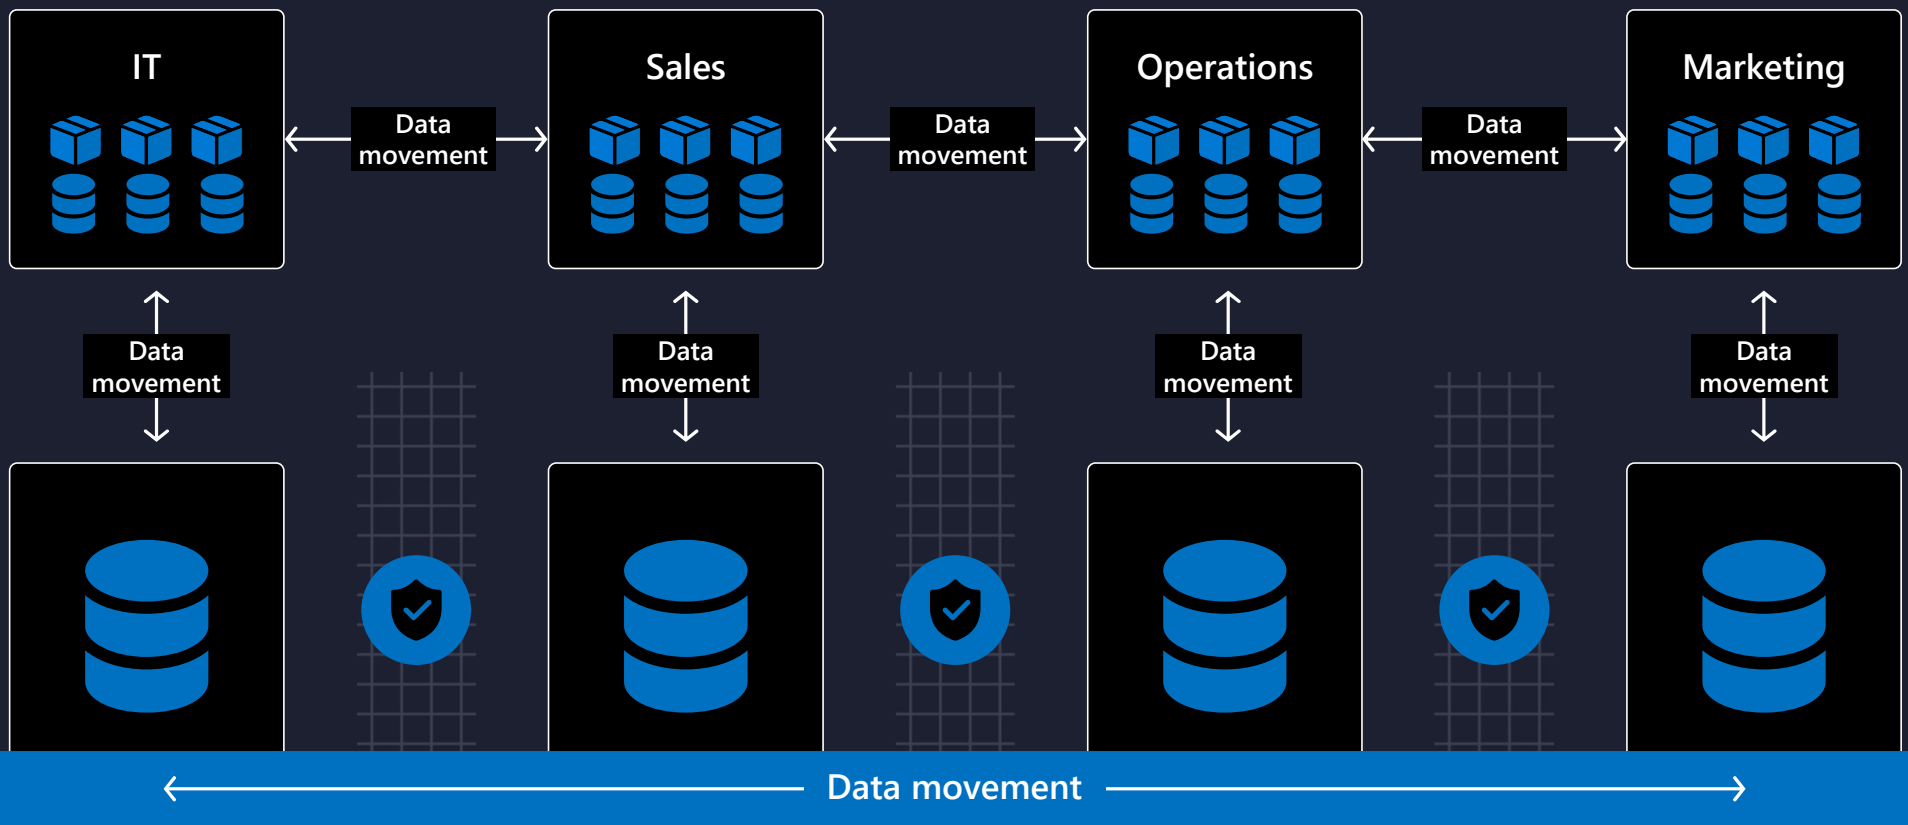 IT
Sales
Operations
Marketing
Data
movement
Data
movement
Data
movement
Data
movement
Data
movement
Data
movement
Data
movement
Data movement